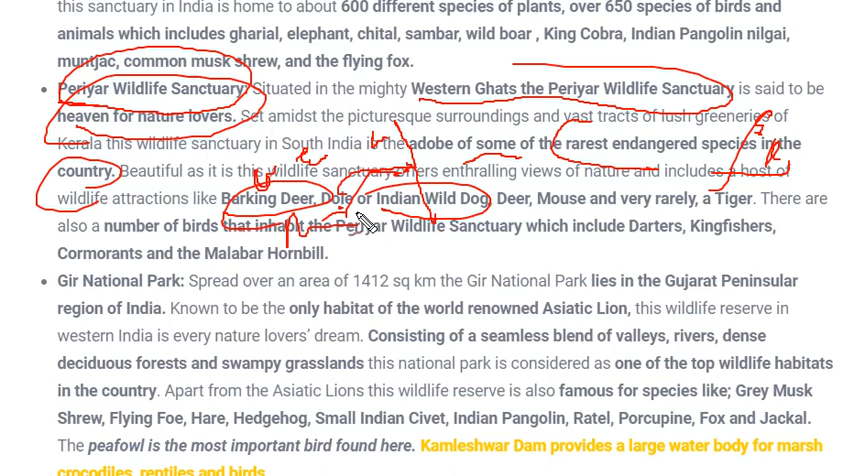 this sanctuary in India is home to about 600 different species of plants, over 650 species of birds and
animals which includes gharial, elephant, chital, sambar, wild boar , King Cobra, Indian Pangolin nilgai,
muntjac, common musk shrew, and the flying fox.
• Periyar Wildlife Sanctuary: Situated in the mighty Western Ghats the Periyar Wildlife Sanctuary is said to be
heaven for nature lovers. Set amidst the picturesque surroundings and vast tracts of lush greeneries of
Kerala this wildlife sanctuary in South India is the adobe of some of the rarest endangered species in the
country. Beautiful as it is this wildlife sanctuary offers enthralling views of nature and includes a host of
wildlife attractions like Barking Deer, Dole or Indian Wild Dog, Deer, Mouse and very rarely, a Tiger. There are
also a number of birds that inhabit the Periyar Wildlife Sanctuary which include Darters, Kingfishers,
Cormorants and the Malabar Hornbill.
• Gir National Park: Spread over an area of 1412 sq km the Gir National Park lies in the Gujarat Peninsular
region of India. Known to be the only habitat of the world renowned Asiatic Lion, this wildlife reserve in
western India is every nature lovers' dream. Consisting of a seamless blend of valleys, rivers, dense
deciduous forests and swampy grasslands this national park is considered as one of the top wildlife habitats
in the country. Apart from the Asiatic Lions this wildlife reserve is also famous for species like; Grey Musk
Shrew, Flying Foe, Hare, Hedgehog, Small Indian Civet, Indian Pangolin, Ratel, Porcupine, Fox and Jackal.
The peafowl is the most important bird found here. Kamleshwar Dam provides a large water body for marsh
crocodiles, reptiles and birds.